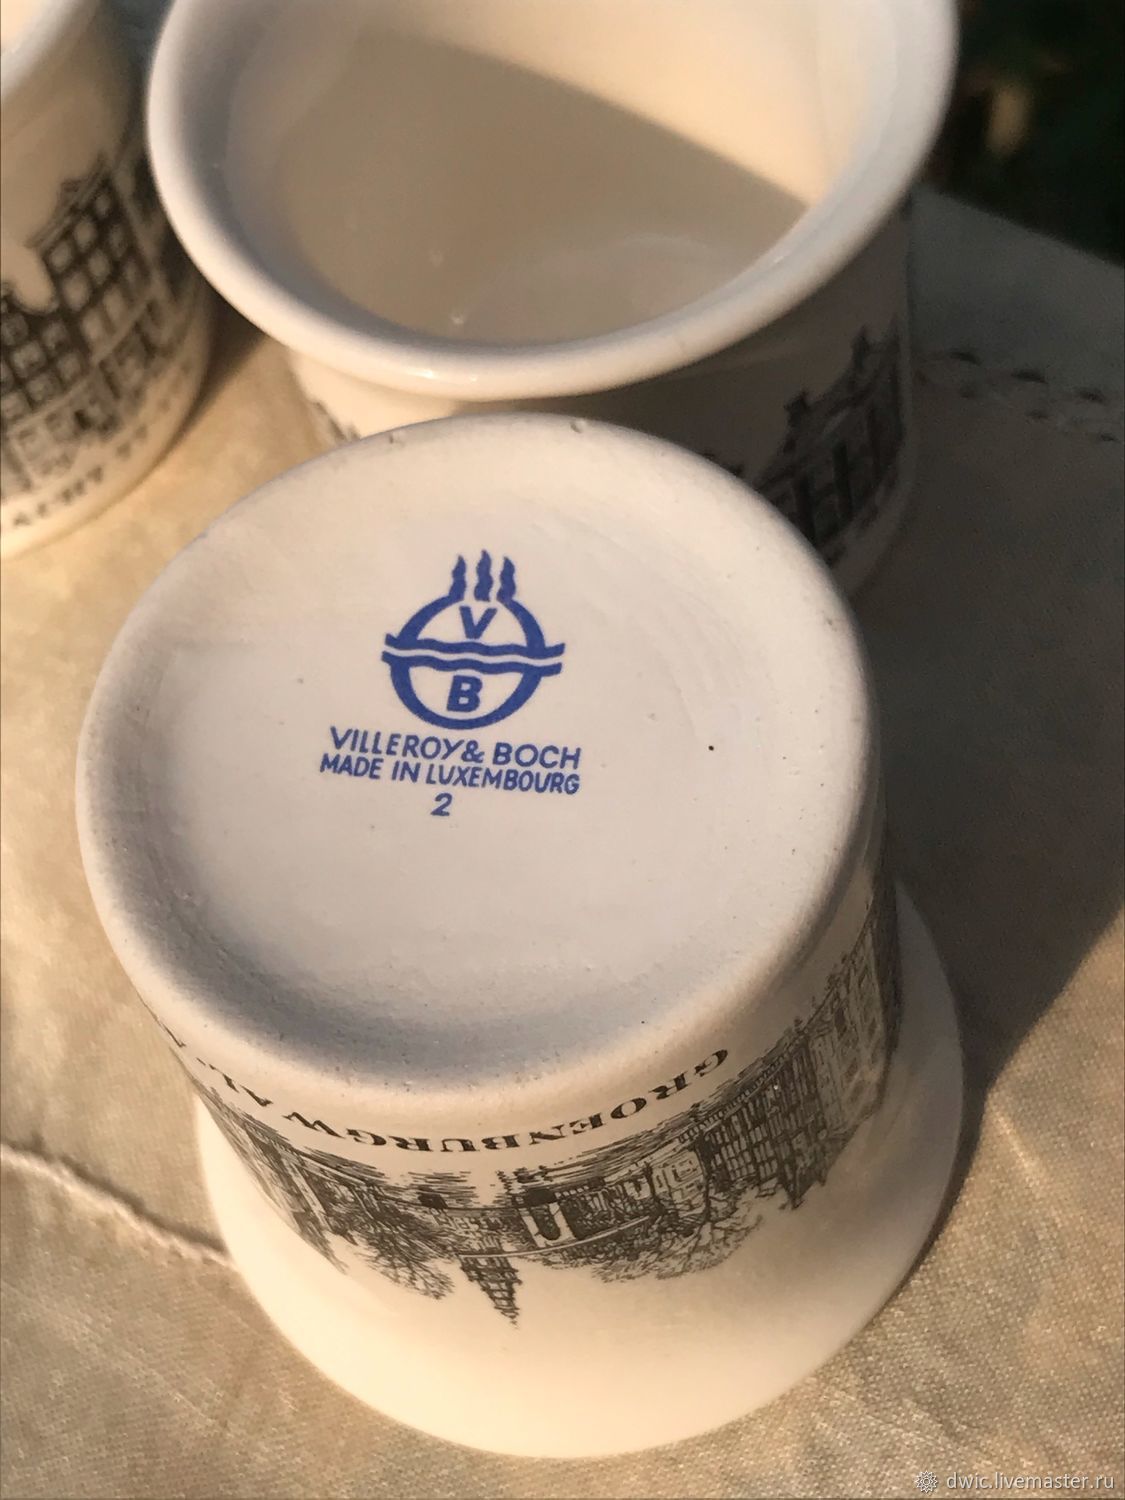 V
B
VILLEROY & BOCH
MADE IN LUXEMBOURG
2
GROENBURGWAL
dwic.livemaster.ru